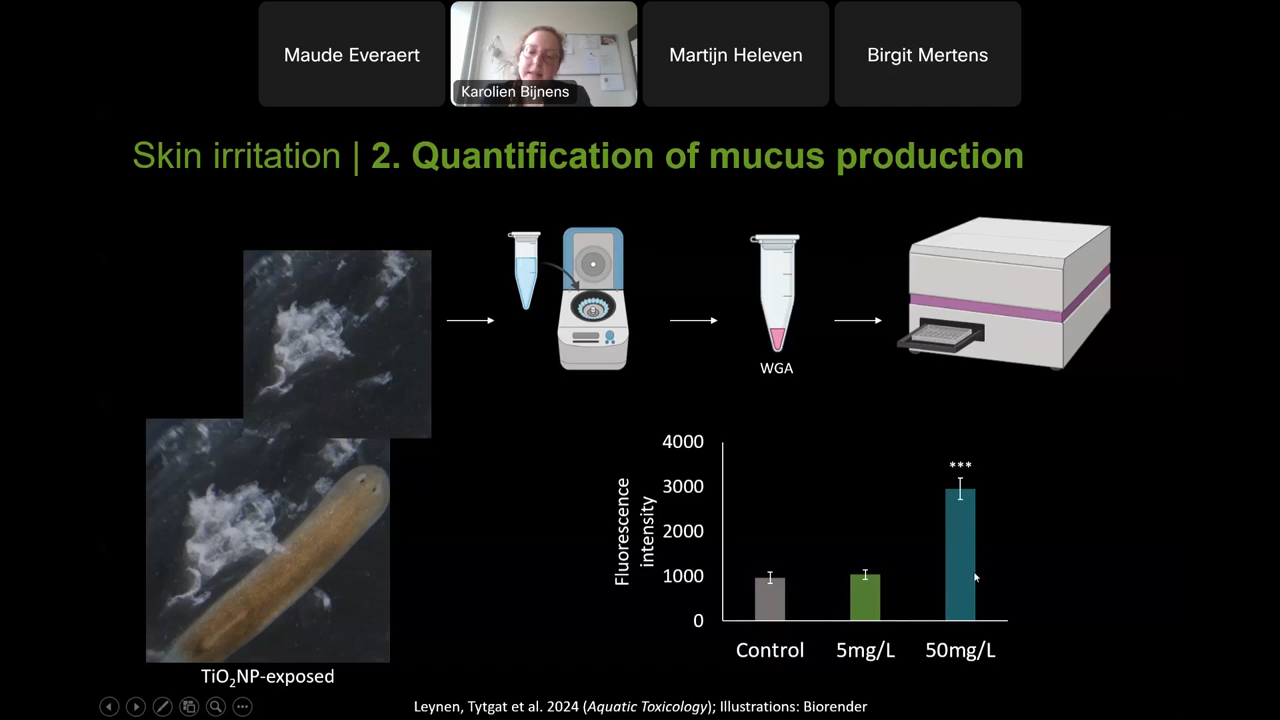 Maude Everaert
Karolien Bijnens
Martijn Heleven
Birgit Mertens
Skin irritation | 2. Quantification of mucus production
WGA
4000
3000
2000
1000
0
Fluorescence
intensity
***
Control
5mg/L
50mg/L
TiO₂NP-exposed
Leynen, Tytgat et al. 2024 (Aquatic Toxicology); Illustrations: Biorender